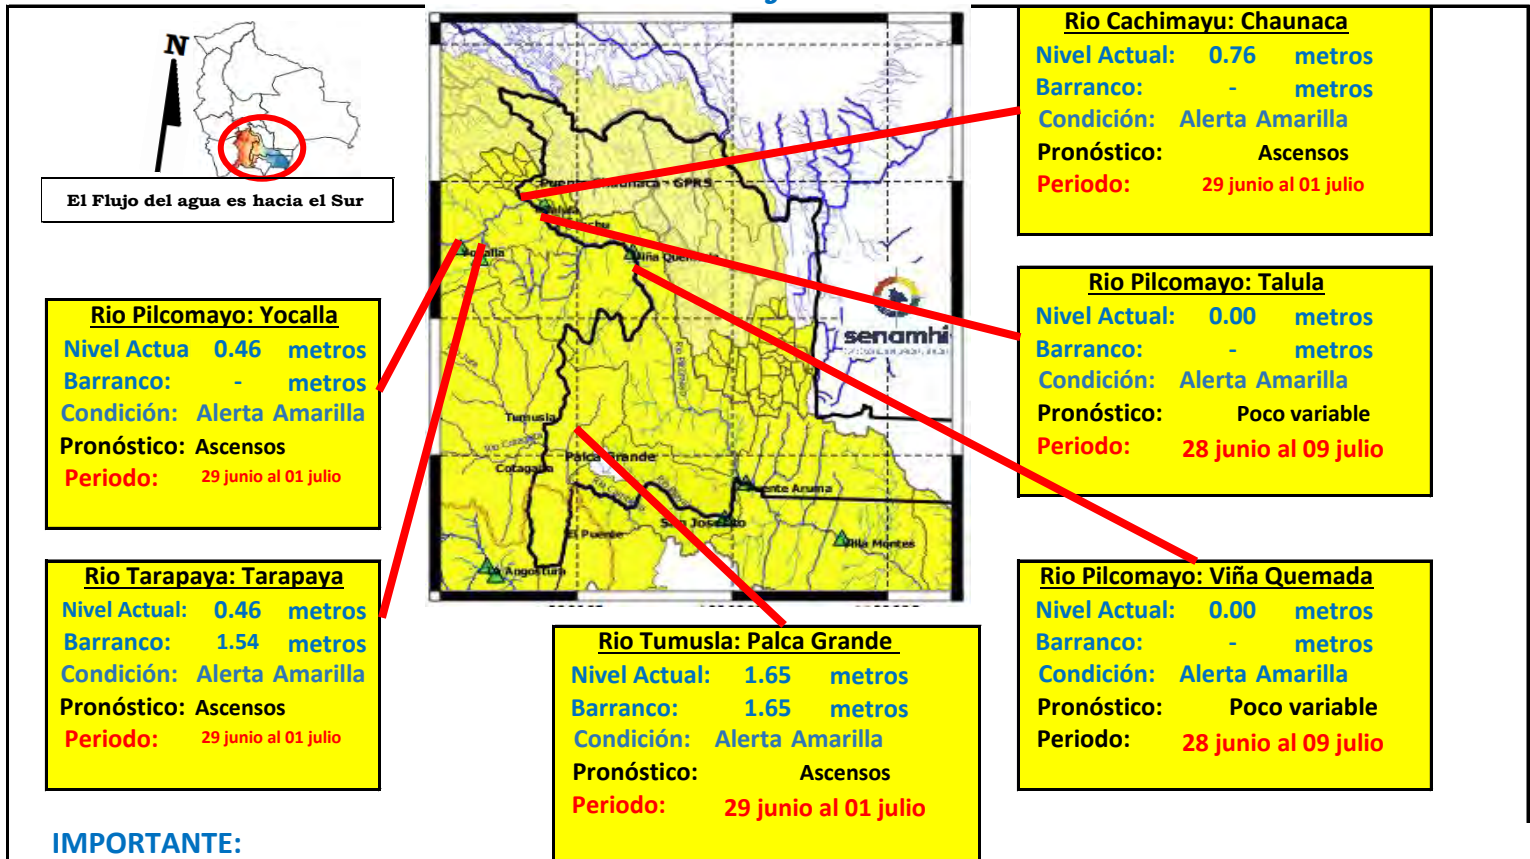 N
El Flujo del agua es hacia el Sur
Rio Cachimayu: Chaunaca
Nivel Actual: 0.76 metros
Barranco: - metros
Condición: Alerta Amarilla
Pronóstico: Ascensos
Periodo: 29 junio al 01 julio
Rio Pilcomayo: Talula
Nivel Actual: 0.00 metros
Barranco: - metros
Condición: Alerta Amarilla
Pronóstico: Poco variable
Periodo: 28 junio al 09 julio
Rio Pilcomayo: Yocalla
Nivel Actua 0.46 metros
Barranco: - metros
Condición: Alerta Amarilla
Pronóstico: Ascensos
Periodo: 29 junio al 01 julio
Rio Tarapaya: Tarapaya
Nivel Actual: 0.46 metros
Barranco: 1.54 metros
Condición: Alerta Amarilla
Pronóstico: Ascensos
Periodo: 29 junio al 01 julio
Rio Tumusla: Palca Grande
Nivel Actual: 1.65 metros
Barranco: 1.65 metros
Condición: Alerta Amarilla
Pronóstico: Ascensos
Periodo: 29 junio al 01 julio
Rio Pilcomayo: Viña Quemada
Nivel Actual: 0.00 metros
Barranco: - metros
Condición: Alerta Amarilla
Pronóstico: Poco variable
Periodo: 28 junio al 09 julio
Chaunaca - GPRS
senamhi
Tumusla
Palca Grande
Cotagaita
El Puente
Villa Montes
Angostura
IMPORTANTE: